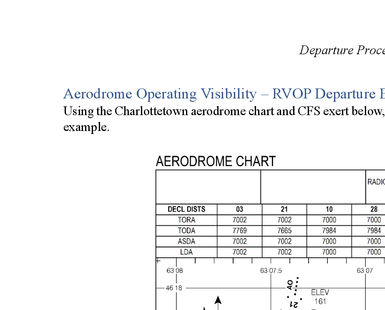 Departure Proce
Aerodrome Operating Visibility – RVOP Departure E
Using the Charlottetown aerodrome chart and CFS exert below,
example.
AERODROME CHART
RADIO
DECL DISTS 03 21 10 28
TORA 7002 7002 7000 7000
TODA 7769 7665 7984 7984
ASDA 7002 7002 7000 7000
LDA 7002 7002 7000 7000
63 08 63 07.5 63 07
46 18
AO
ELEV
161
21